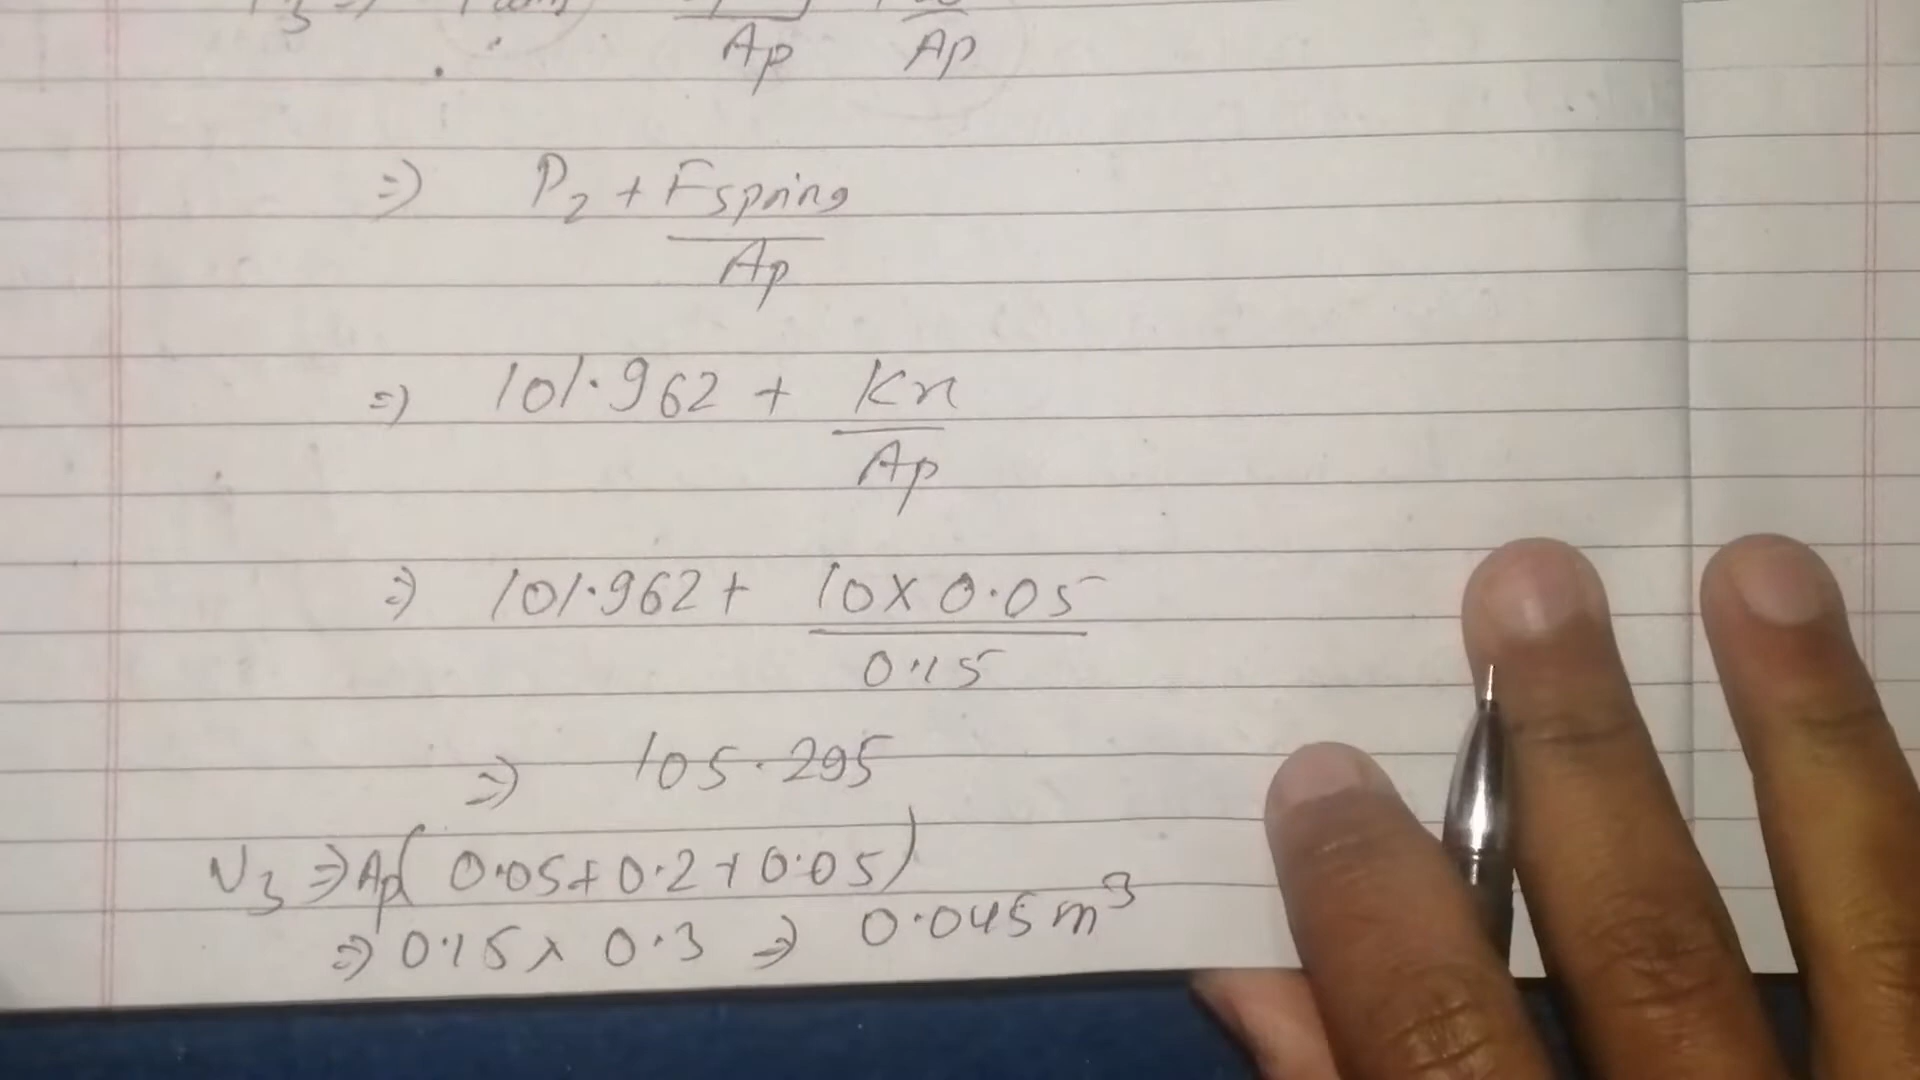 Ap Ap
=> P2 + Fspring
Ap
=> 101.962 + Kx
Ap
=> 101.962 + 10 x 0.05
0.15
=> 105.295
V3 => Ap( 0.05 + 0.2 + 0.05)
=> 0.15 x 0.3 => 0.045 m³